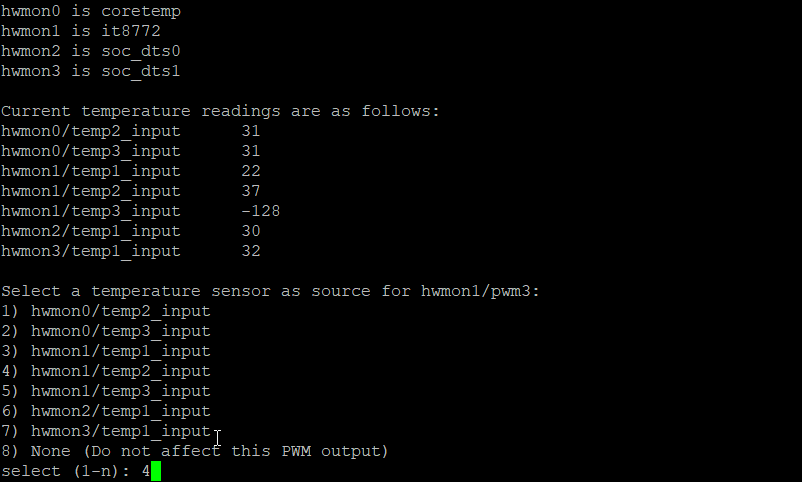 hwmon0 is coretemp
hwmon1 is it8772
hwmon2 is soc_dts0
hwmon3 is soc_dts1
Current temperature readings are as follows:
hwmon0/temp2_input      31
hwmon0/temp3_input      31
hwmon1/temp1_input      22
hwmon1/temp2_input      37
hwmon1/temp3_input      -128
hwmon2/temp1_input      30
hwmon3/temp1_input      32
Select a temperature sensor as source for hwmon1/pwm3:
1) hwmon0/temp2_input
2) hwmon0/temp3_input
3) hwmon1/temp1_input
4) hwmon1/temp2_input
5) hwmon1/temp3_input
6) hwmon2/temp1_input
7) hwmon3/temp1_input
8) None (Do not affect this PWM output)
select (1-n): 4